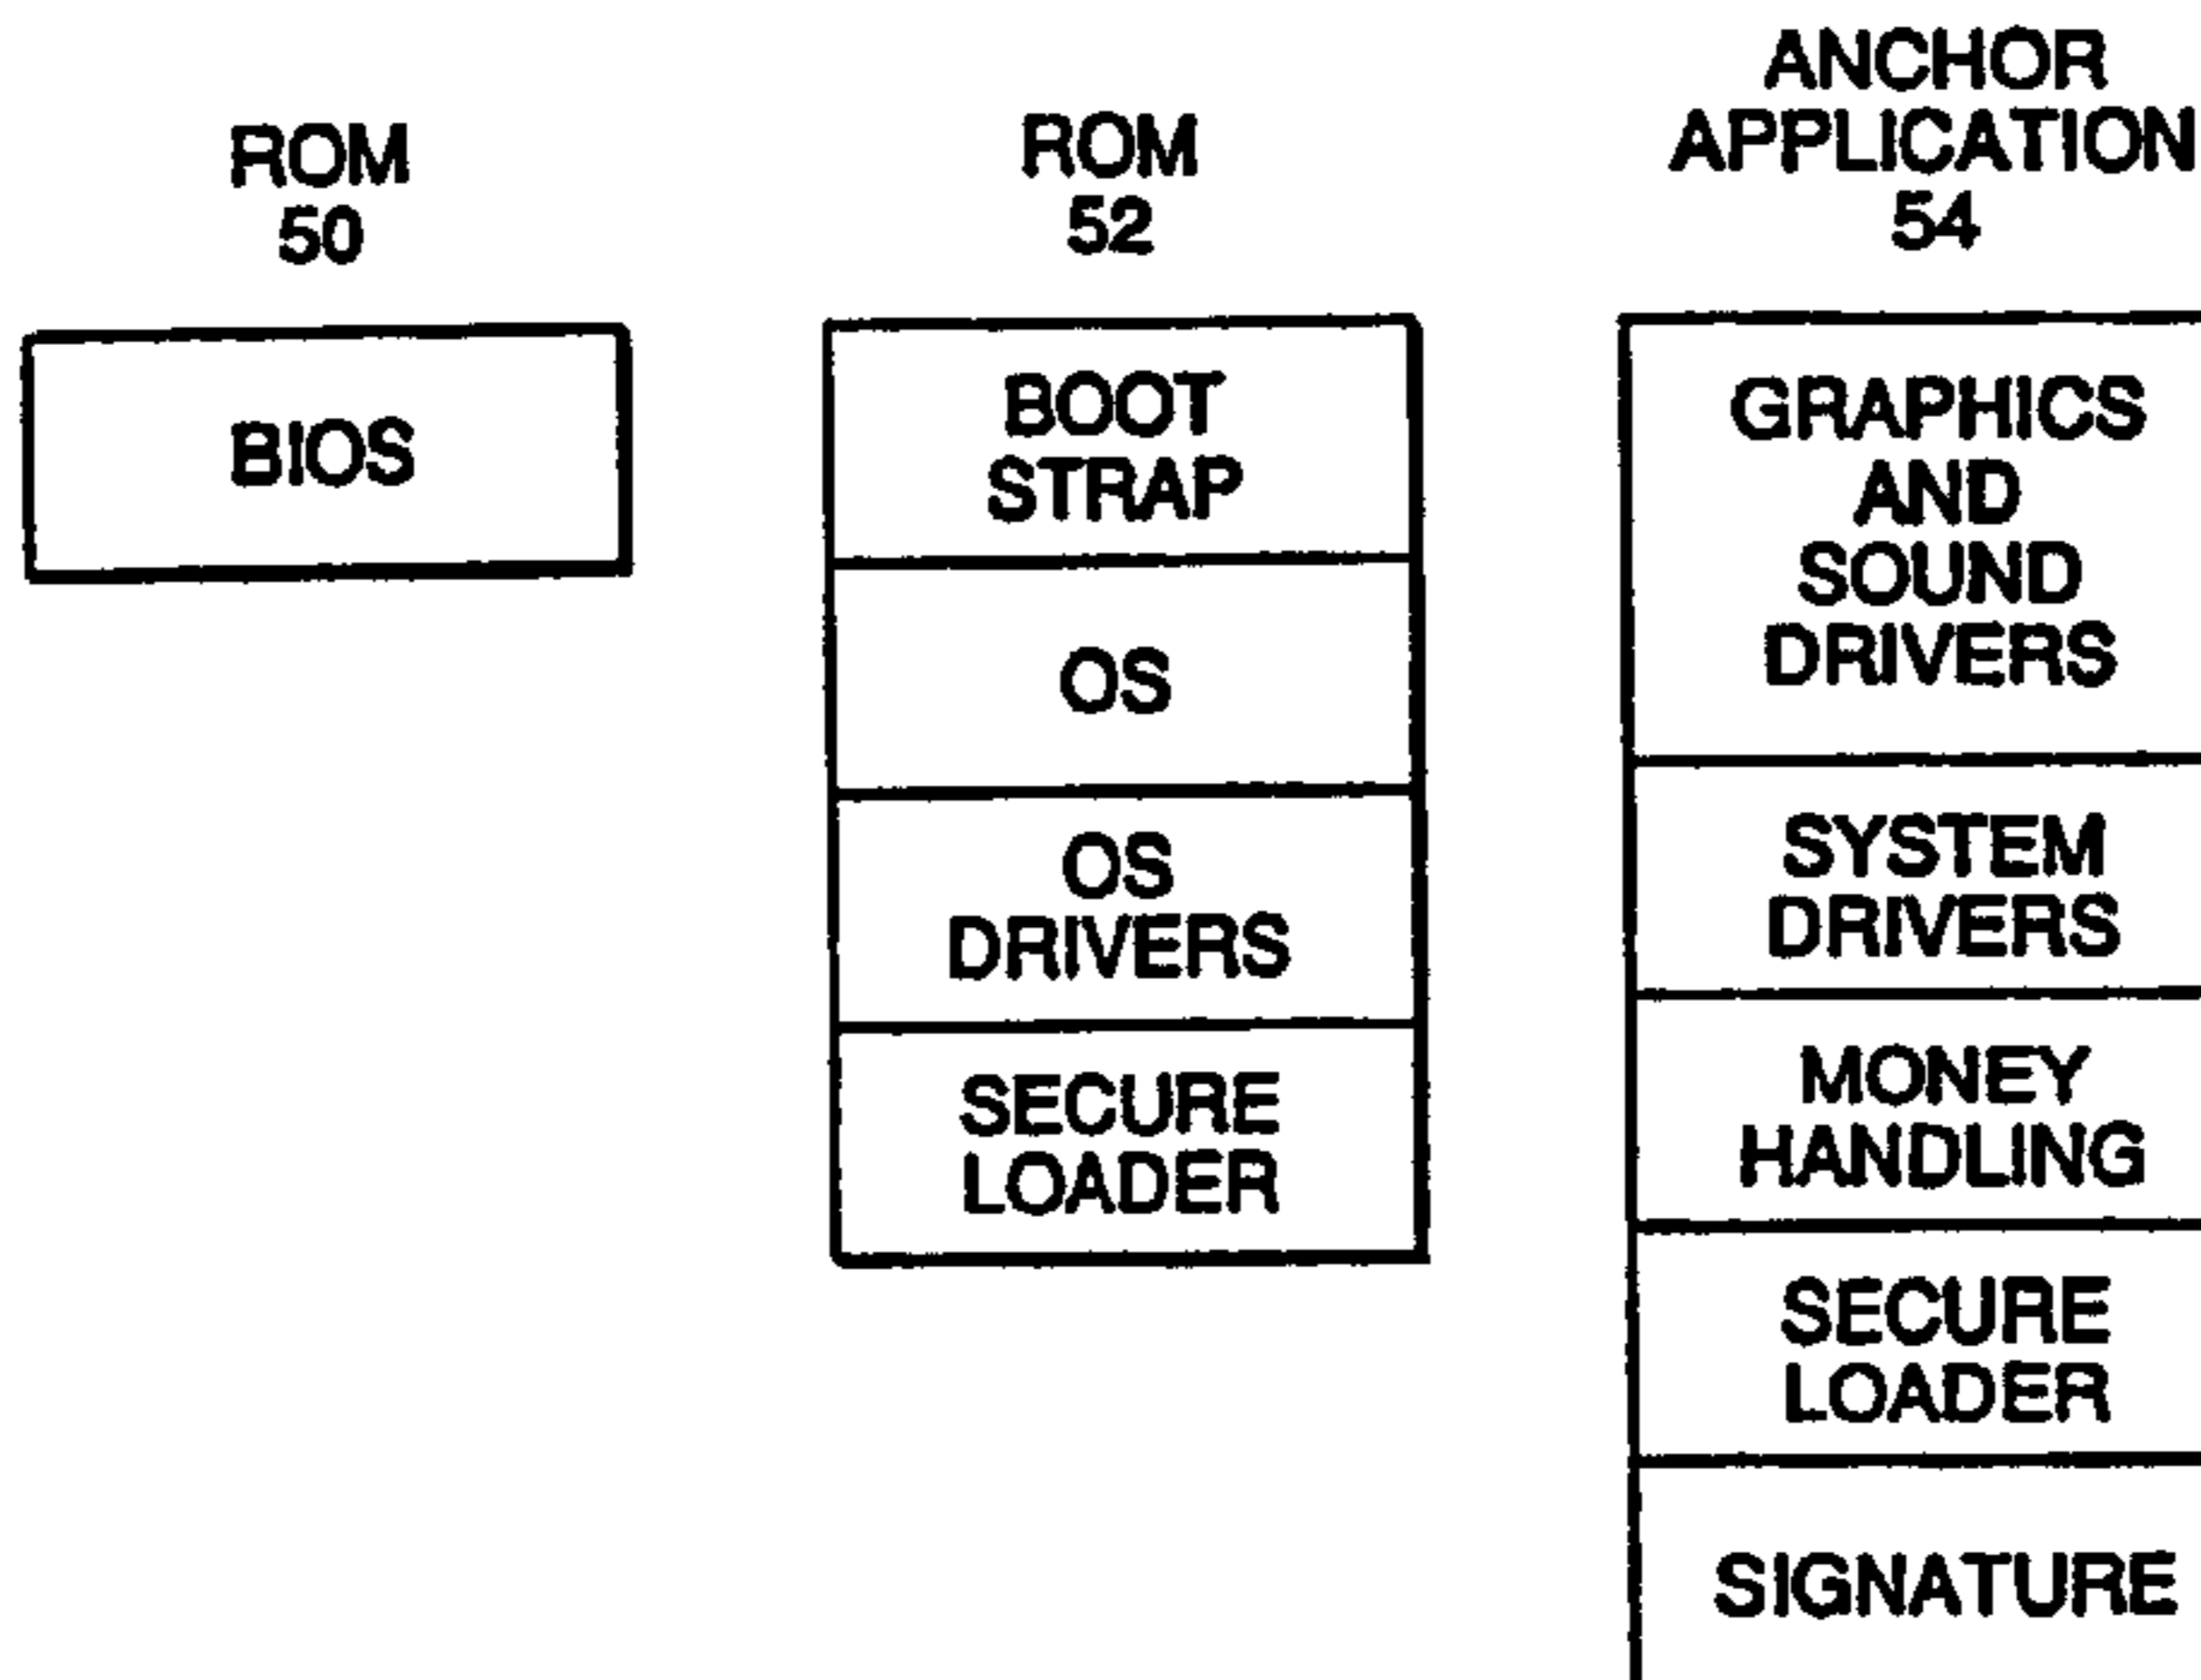 ROM
50
BIOS
ROM
52
BOOT
STRAP
OS
OS
DRIVERS
SECURE
LOADER
ANCHOR
APPLICATION
54
GRAPHICS
AND
SOUND
DRIVERS
SYSTEM
DRIVERS
MONEY
HANDLING
SECURE
LOADER
SIGNATURE